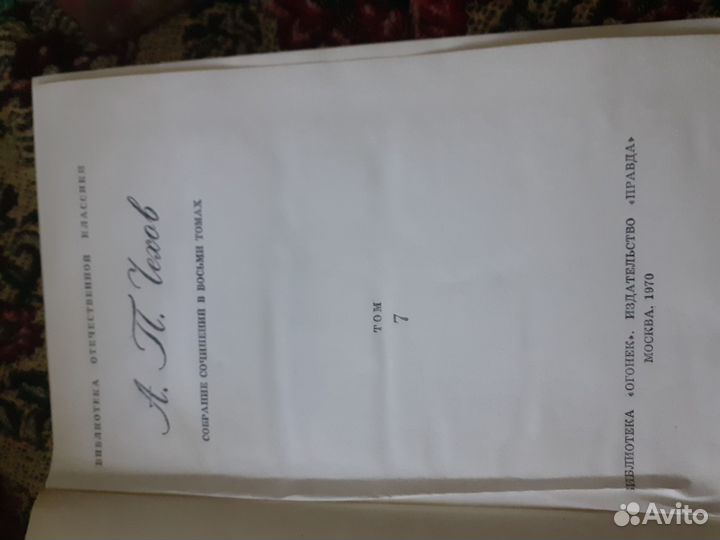 БИБЛИОТЕКА ОТЕЧЕСТВЕННОЙ КЛАССИКИ
А. П. Чехов
СОБРАНИЕ СОЧИНЕНИЙ В ВОСЬМИ ТОМАХ
ТОМ
7
БИБЛИОТЕКА «ОГОНЕК». ИЗДАТЕЛЬСТВО «ПРАВДА»
МОСКВА. 1970
Avito